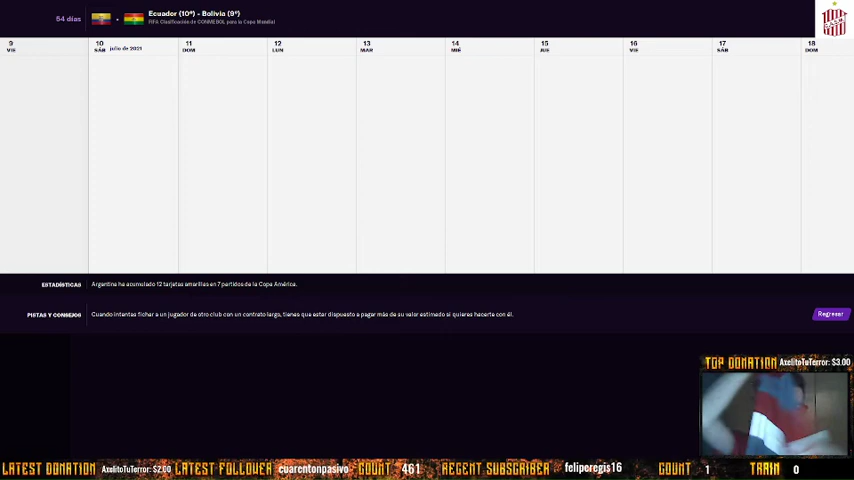 54 días
Ecuador (10º) - Bolivia (9º)
FIFA Clasificación de CONMEBOL para la Copa Mundial
9 VIE
10 SÁB julio de 2021
11 DOM
12 LUN
13 MAR
14 MIÉ
15 JUE
16 VIE
17 SÁB
18 DOM
ESTADÍSTICAS Argentina ha acumulado 12 tarjetas amarillas en 7 partidos de la Copa América.
PISTAS Y CONSEJOS Cuando intentas fichar a un jugador de otro club con un contrato largo, tienes que estar dispuesto a pagar más de su valor estimado si quieres hacerte con él.
Regresar
TOP DONATION AxelitoTuTerror: $3.00
LATEST DONATION AxelitoTuTerror: $2.00 LATEST FOLLOWER cuarentonpasivo COUNT 461 RECENT SUBSCRIBER feliporegis16 COUNT 1 TRAIN 0